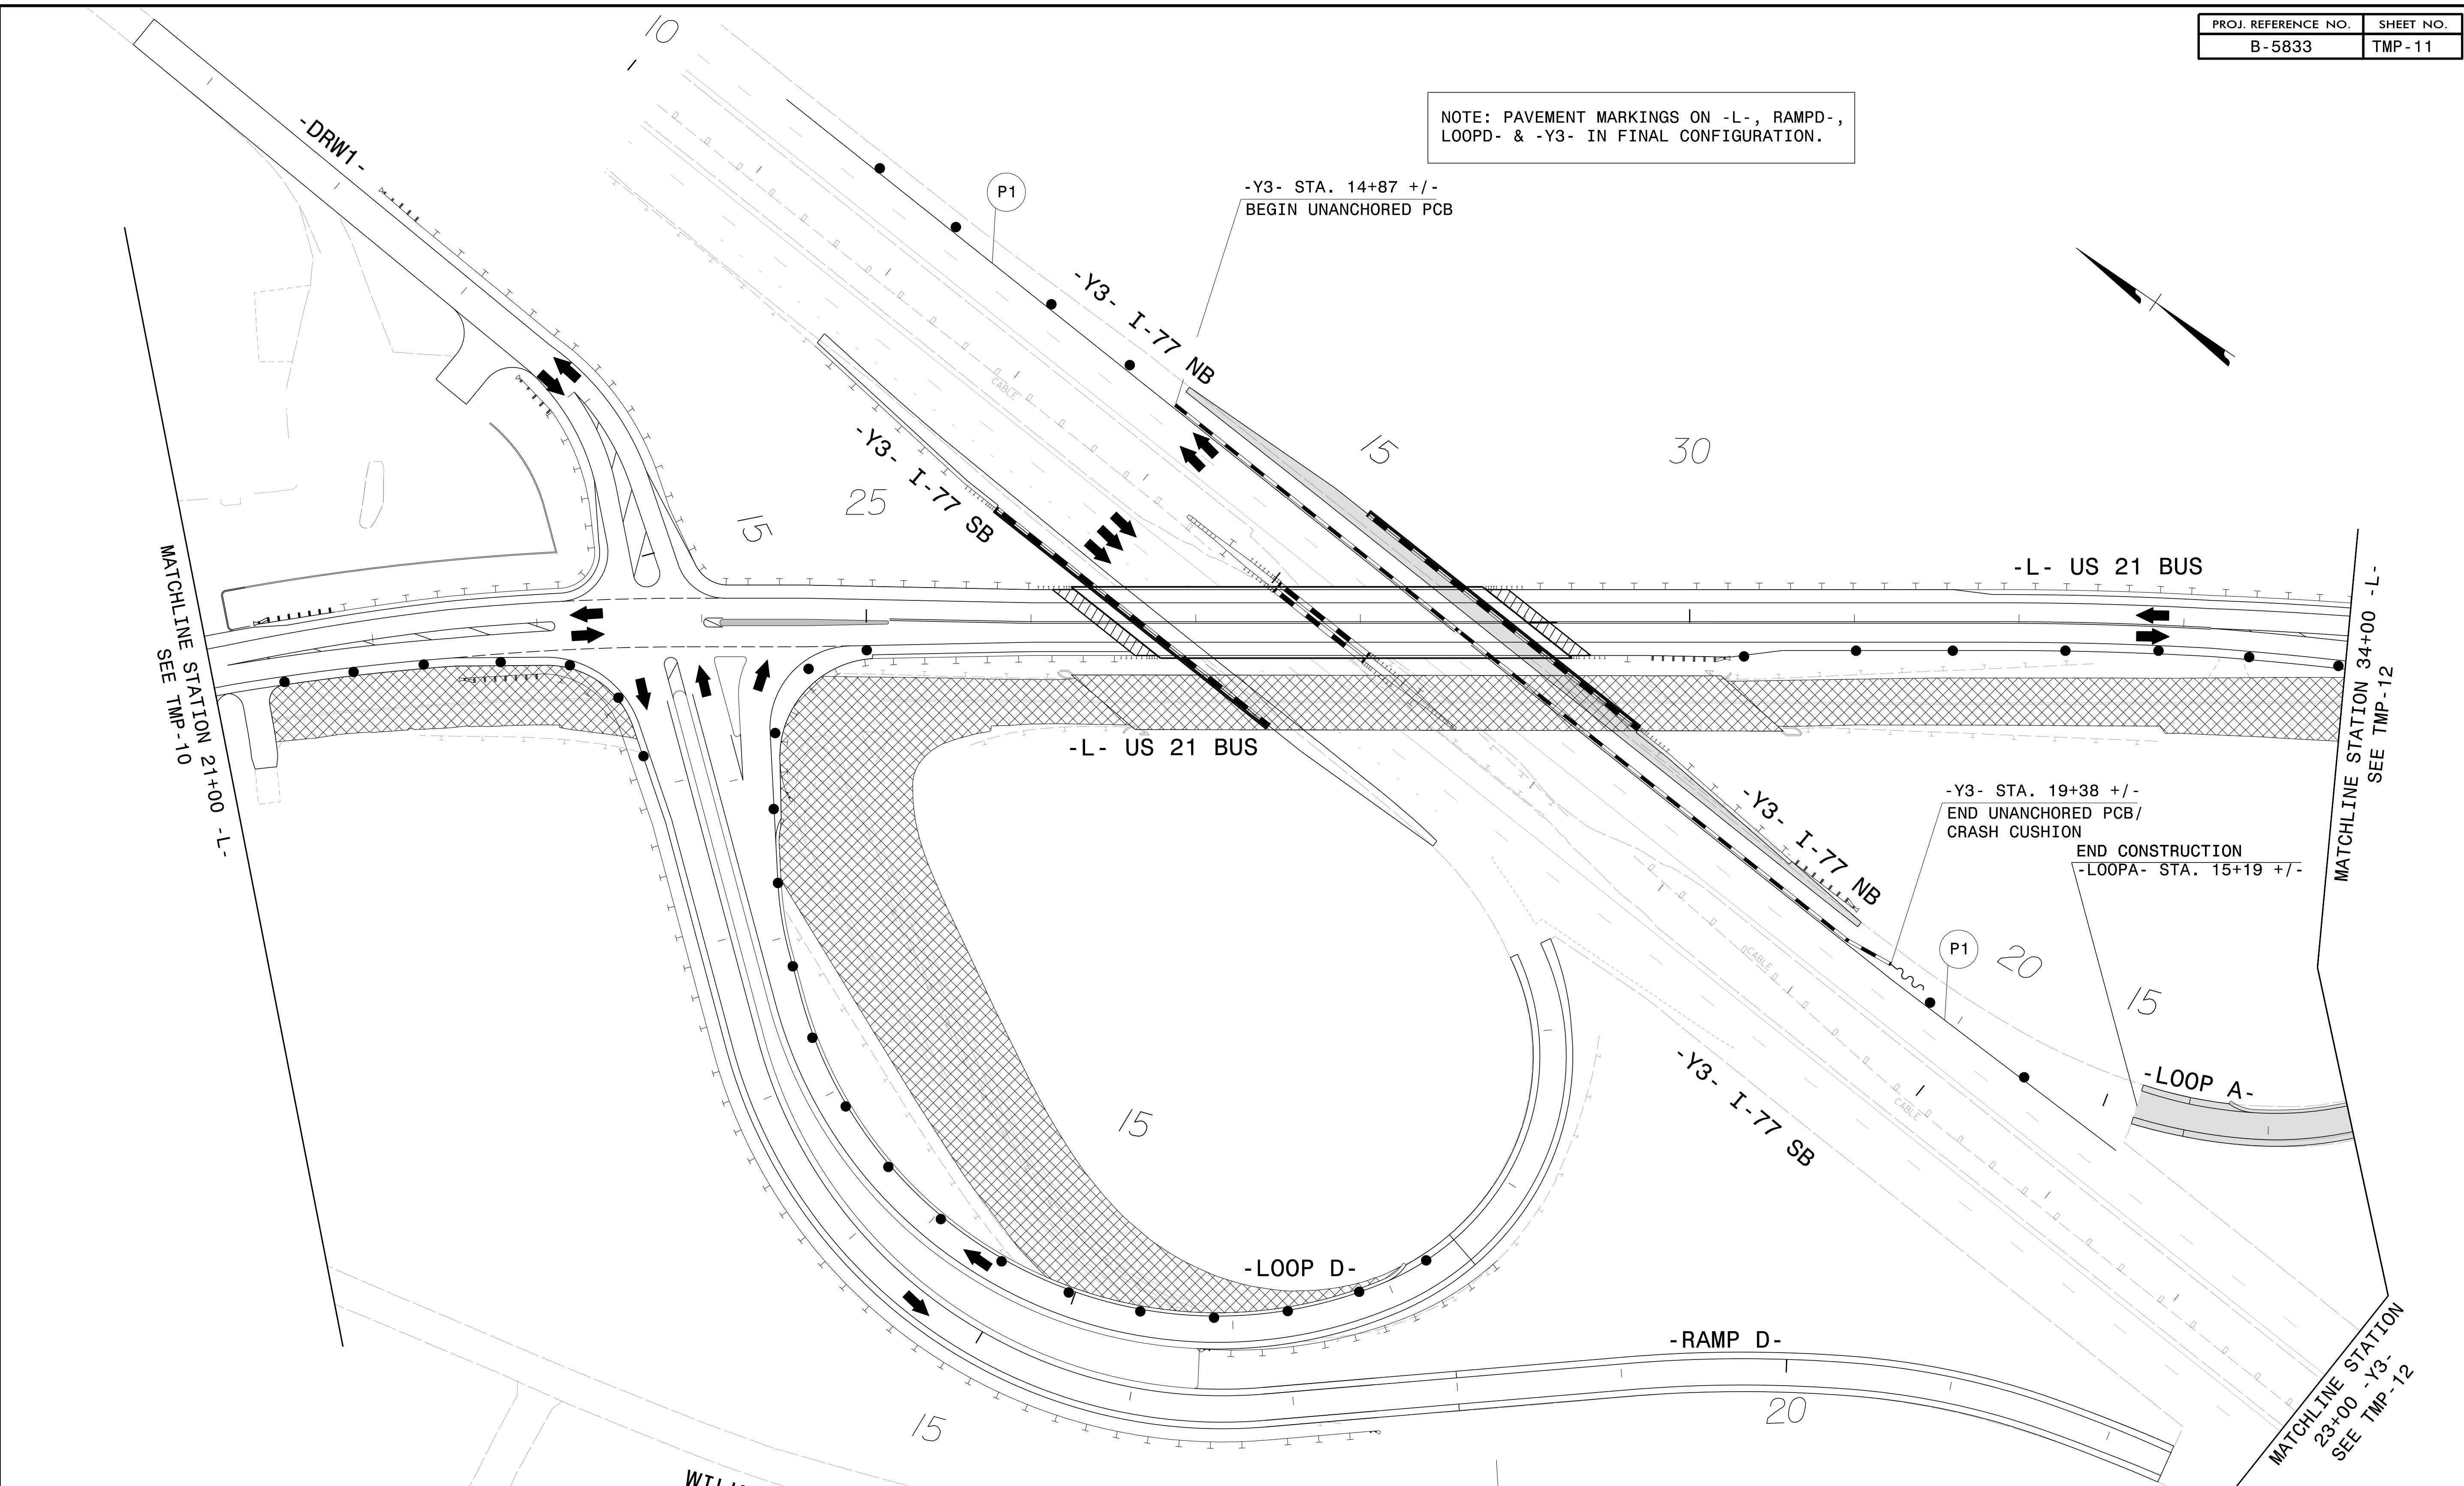 PROJ. REFERENCE NO.
SHEET NO.
B-5833
TMP-11
NOTE: PAVEMENT MARKINGS ON -L-, RAMPD-,
LOOPD- & -Y3- IN FINAL CONFIGURATION.
10
-DRW1-
P1
-Y3- STA. 14+87 +/-
BEGIN UNANCHORED PCB
-Y3- I-77 NB
CABLE
-Y3- I-77 SB
15
30
25
15
-L- US 21 BUS
MATCHLINE STATION 21+00 -L-
SEE TMP-10
MATCHLINE STATION 34+00 -L-
SEE TMP-12
-L- US 21 BUS
-Y3- STA. 19+38 +/-
END UNANCHORED PCB/
CRASH CUSHION
END CONSTRUCTION
-LOOPA- STA. 15+19 +/-
-Y3- I-77 NB
P1
20
15
CABLE
-LOOP A-
-Y3- I-77 SB
CABLE
15
-LOOP D-
-RAMP D-
20
15
MATCHLINE STATION
23+00 -Y3-
SEE TMP-12